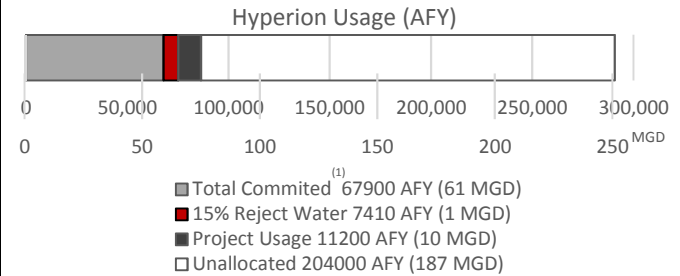 Hyperion Usage (AFY)
0 50,000 100,000 150,000 200,000 250,000 300,000
0 50 100 150 200 250 MGD
Total Commited (1) 67900 AFY (61 MGD)
15% Reject Water 7410 AFY (1 MGD)
Project Usage 11200 AFY (10 MGD)
Unallocated 204000 AFY (187 MGD)